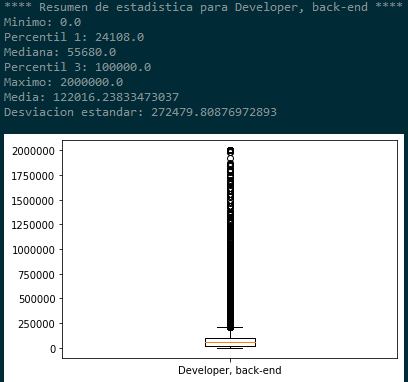 **** Resumen de estadistica para Developer, back-end ****
Minimo: 0.0
Percentil 1: 24108.0
Mediana: 55680.0
Percentil 3: 100000.0
Maximo: 2000000.0
Media: 122016.23833473037
Desviacion estandar: 272479.80876972893
2000000
1750000
1500000
1250000
1000000
750000
500000
250000
0
Developer, back-end